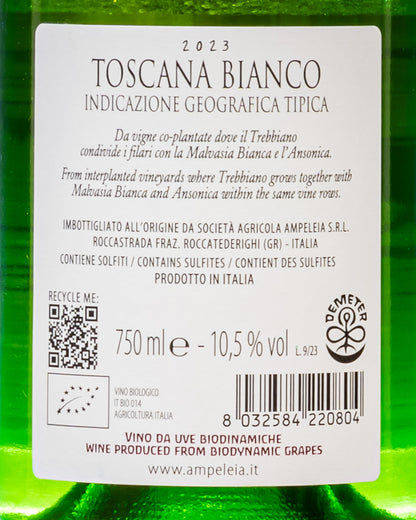 2023
TOSCANA BIANCO
INDICAZIONE GEOGRAFICA TIPICA
Da vigne co-plantate dove il Trebbiano
condivide i filari con la Malvasia Bianca e l'Ansonica.
From interplanted vineyards where Trebbiano grows together with
Malvasia Bianca and Ansonica within the same vine rows.
IMBOTTIGLIATO ALL'ORIGINE DA SOCIETÀ AGRICOLA AMPELEIA S.R.L.
ROCCASTRADA FRAZ. ROCCATEDERIGHI (GR) - ITALIA
CONTIENE SOLFITI / CONTAINS SULFITES / CONTIENT DES SULFITES
PRODOTTO IN ITALIA
RECYCLE ME:
750 ml e - 10,5 % vol L. 9/23
DEMETER
VINO BIOLOGICO
IT BIO 014
AGRICOLTURA ITALIA
8 032584 220804
VINO DA UVE BIODINAMICHE
WINE PRODUCED FROM BIODYNAMIC GRAPES
www.ampeleia.it